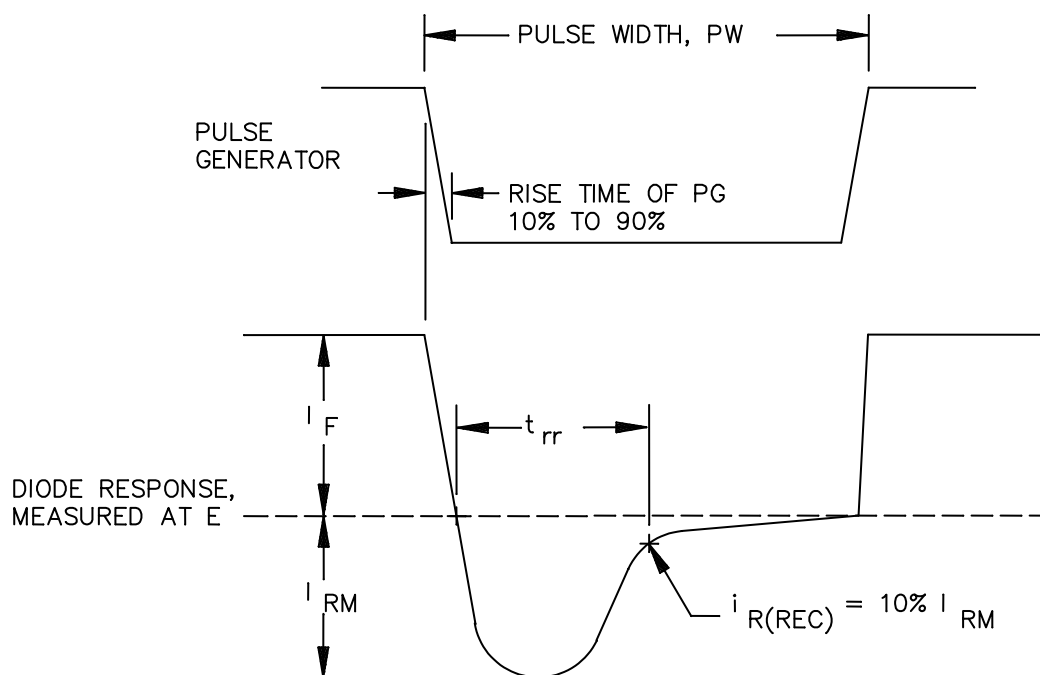 PULSE WIDTH, PW
PULSE
GENERATOR
RISE TIME OF PG
10% TO 90%
I F
t rr
DIODE RESPONSE,
MEASURED AT E
I RM
i R(REC) = 10% I RM